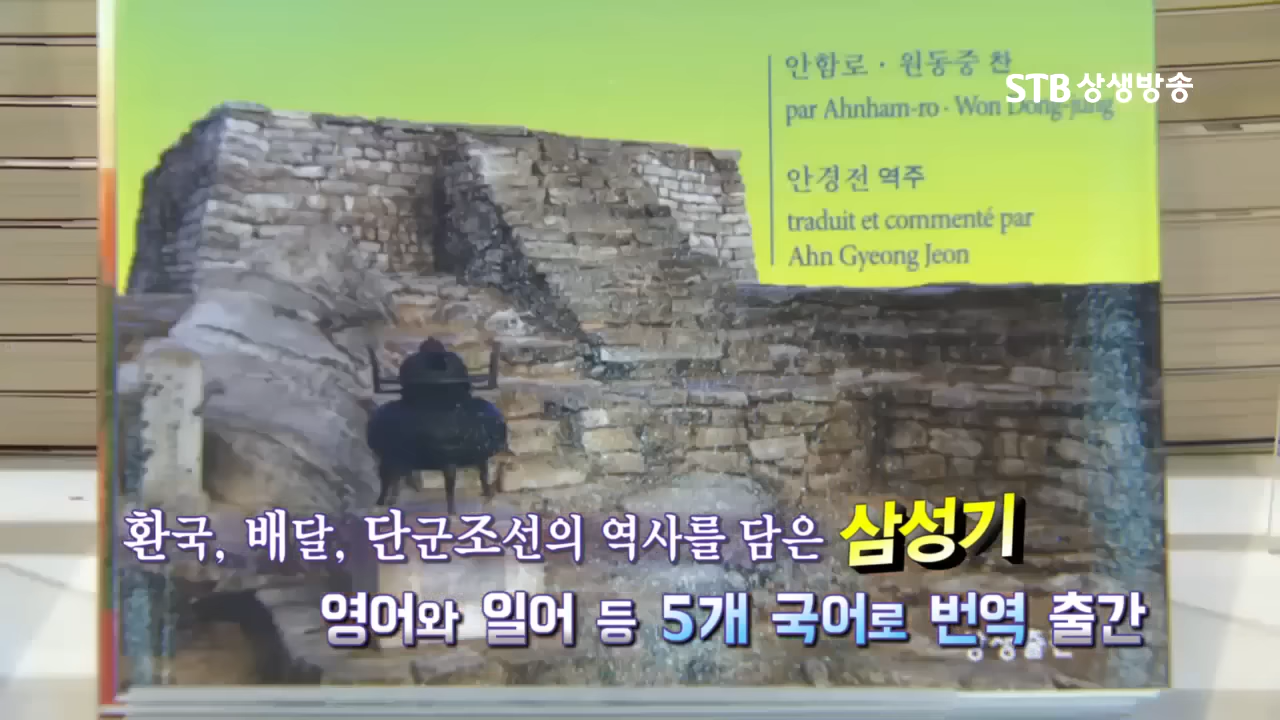 안함로 · 원동중 찬
STB 상생방송
par Ahnham-ro · Won Dong-jung
안경전 역주
traduit et commenté par
Ahn Gyeong Jeon
환국, 배달, 단군조선의 역사를 담은 삼성기
영어와 일어 등 5개 국어로 번역 출간